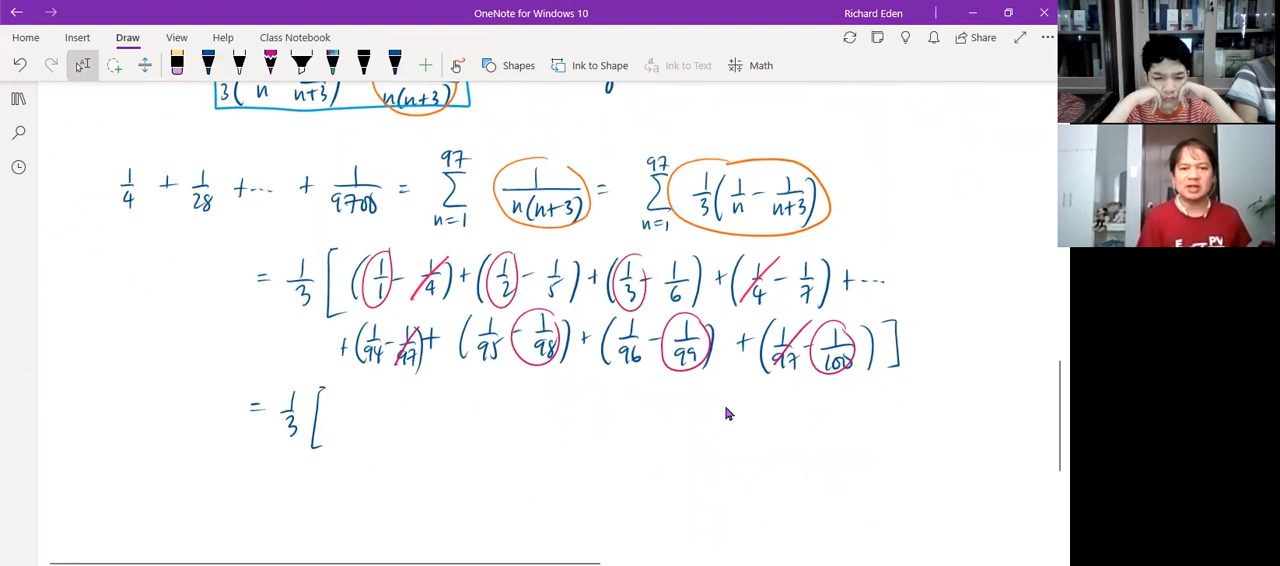 OneNote for Windows 10
Richard Eden
Home Insert Draw View Help Class Notebook
Share
Shapes Ink to Shape Ink to Text Math
3( n n+3) n(n+3)
1/4 + 1/28 + ... + 1/9700 = 97 Σ n=1 1/n(n+3) = 97 Σ n=1 1/3(1/n - 1/n+3)
= 1/3 [ (1/1 - 1/4) + (1/2 - 1/5) + (1/3 - 1/6) + (1/4 - 1/7) + ...
+ (1/94 - 1/97) + (1/95 - 1/98) + (1/96 - 1/99) + (1/97 - 1/100) ]
= 1/3 [